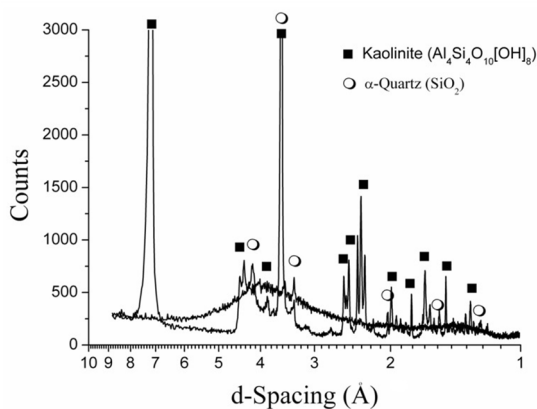 3000
2500
2000
1500
1000
500
0
Counts
■ Kaolinite (Al₄Si₄O₁₀[OH]₈)
○ α-Quartz (SiO₂)
10 9 8 7 6 5 4 3 2 1
d-Spacing (Å)